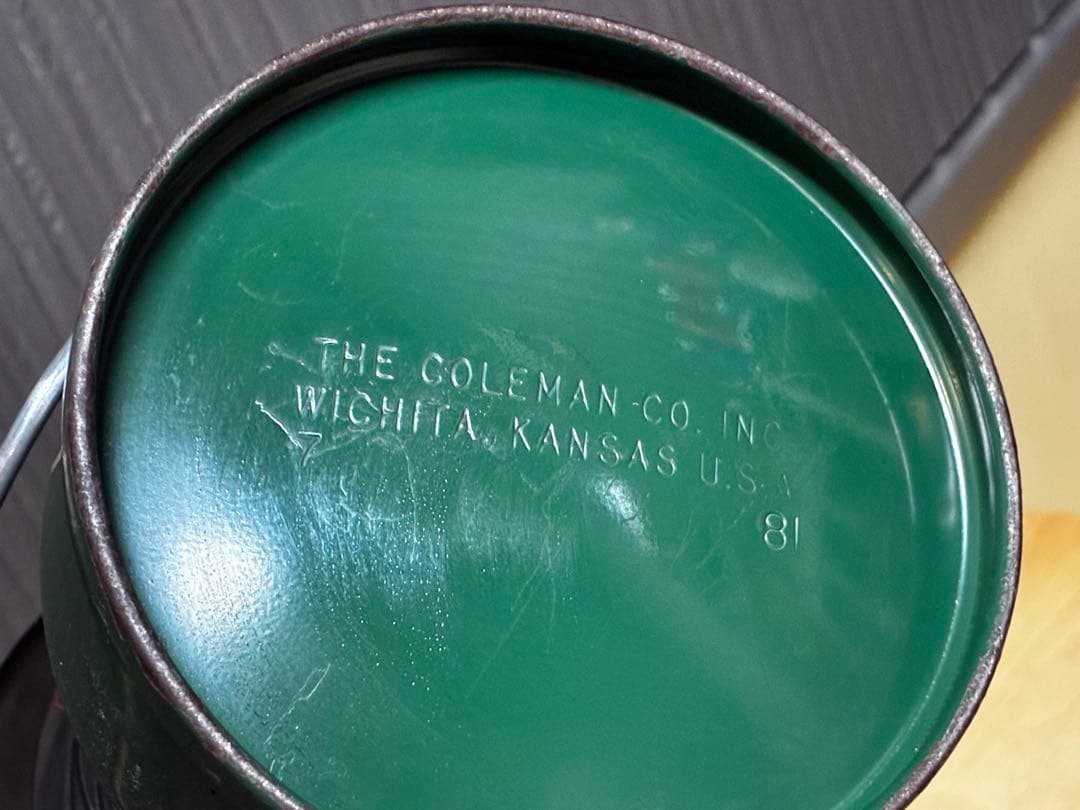 THE COLEMAN CO. INC
WICHITA, KANSAS U.S.A
81